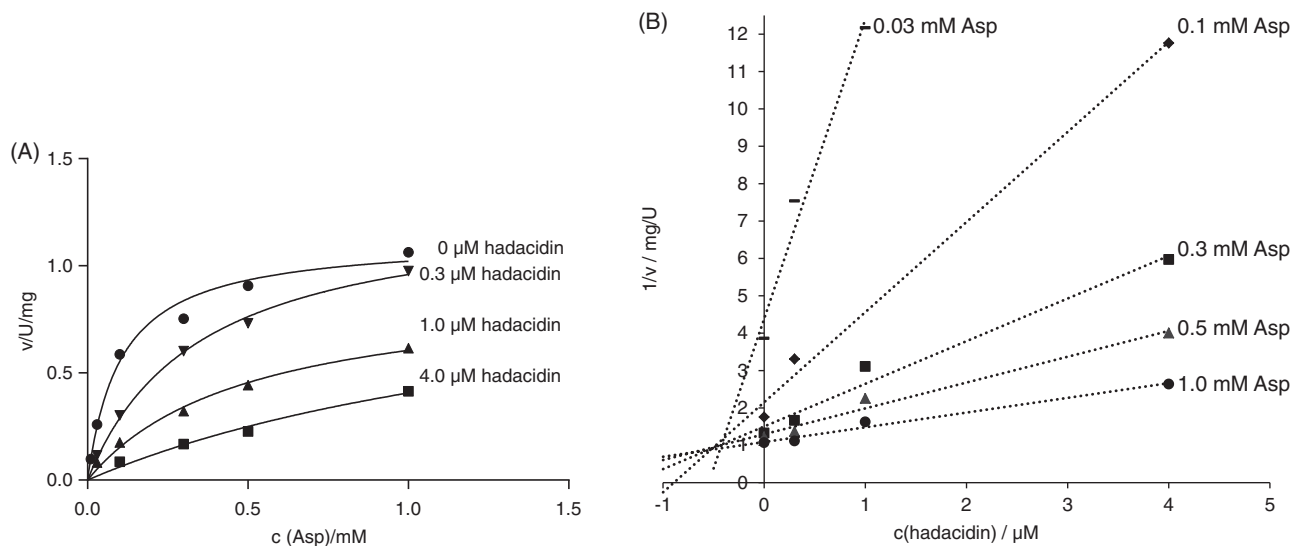 (A)
v/U/mg
1.5
1.0
0.5
0.0
0.0 0.5 1.0 1.5
c (Asp)/mM
0 µM hadacidin
0.3 µM hadacidin
1.0 µM hadacidin
4.0 µM hadacidin
(B)
1/v / mg/U
12
11
10
9
8
7
6
5
4
3
2
1
0
-1 0 1 2 3 4 5
c(hadacidin) / µM
0.03 mM Asp
0.1 mM Asp
0.3 mM Asp
0.5 mM Asp
1.0 mM Asp